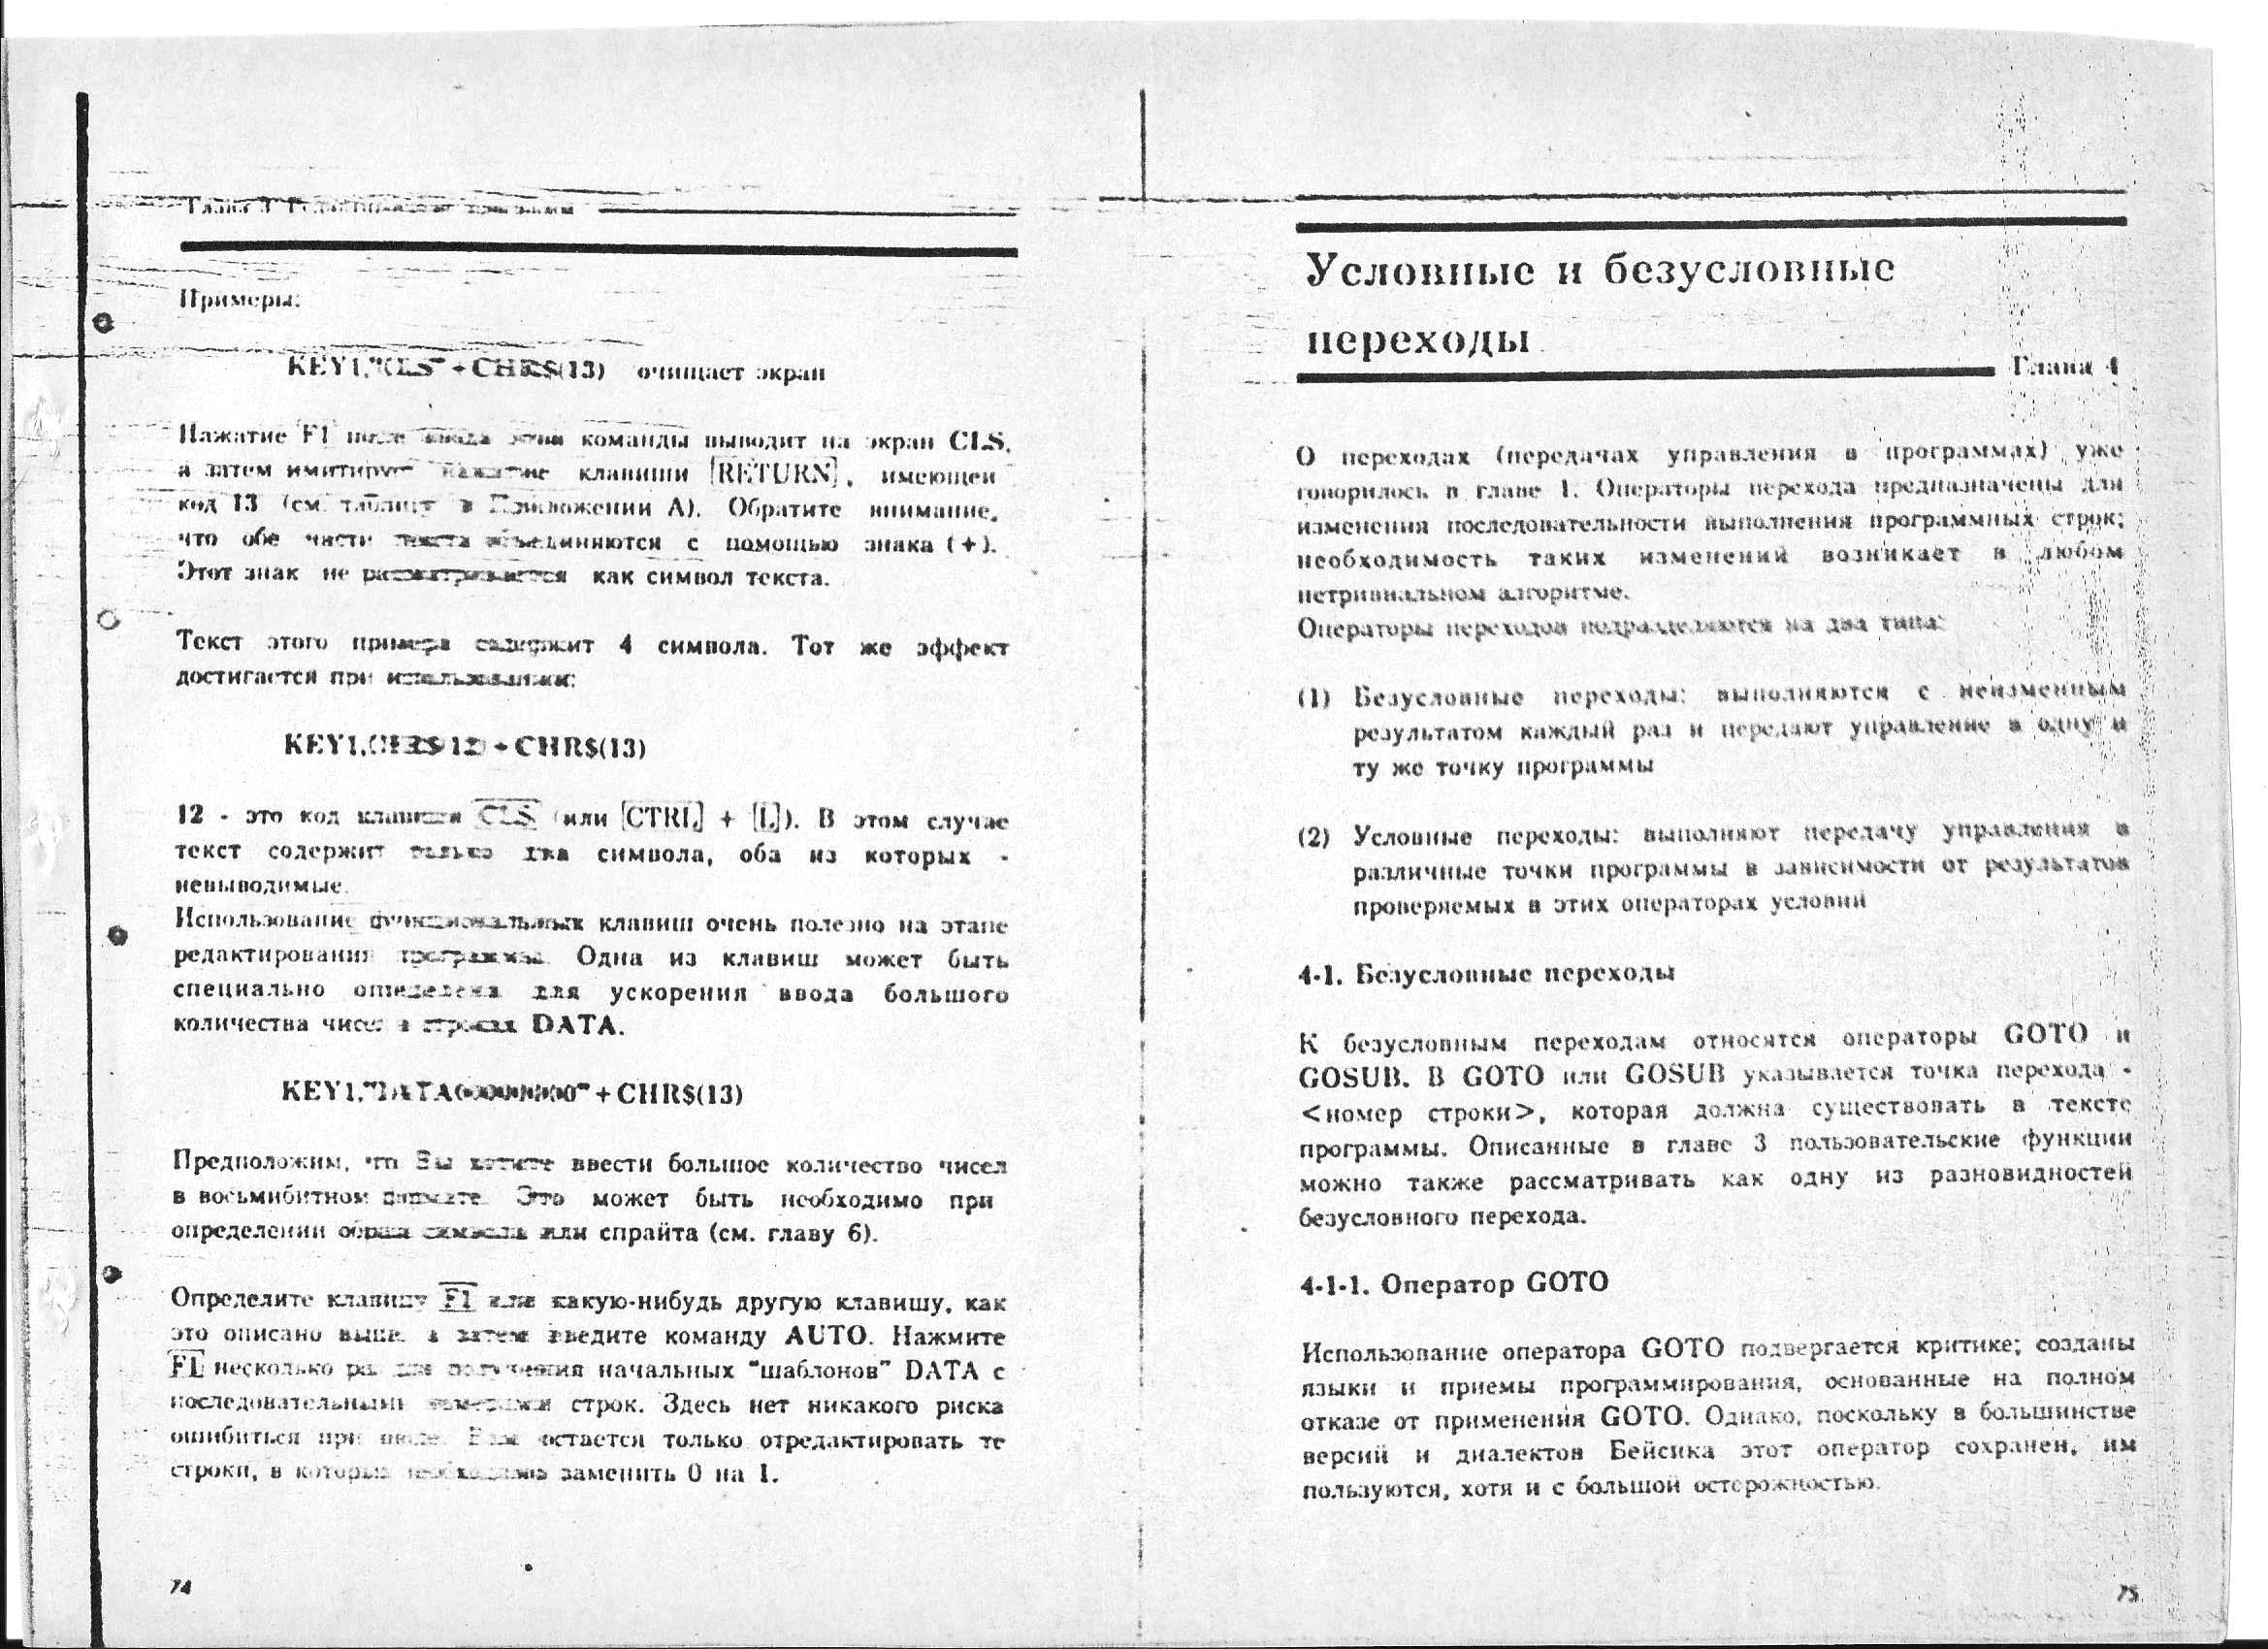 Глава 3
Примеры:
KEY1,"CLS" + CHR$(13) очищает экран
Нажатие F1 после ввода этой команды выводит на экран CLS,
а затем имитирует нажатие клавиши RETURN, имеющей
код 13 (см. таблицу в Приложении А). Обратите внимание,
что обе части текста объединяются с помощью знака (+).
Этот знак не рассматривается как символ текста.
Текст этого примера содержит 4 символа. Тот же эффект
достигается при использовании:
KEY1,CHR$(12) + CHR$(13)
12 - это код клавиши CLS (или CTRL + L). В этом случае
текст содержит только два символа, оба из которых -
невыводимые.
Использование функциональных клавиш очень полезно на этапе
редактирования программы. Одна из клавиш может быть
специально определена для ускорения ввода большого
количества чисел в строках DATA.
+ CHR$(13)
Предположим, что Вы хотите ввести большое количество чисел
в восьмибитном формате. Это может быть необходимо при
определении образа символа или спрайта (см. главу 6).
Определите клавишу F1 или какую-нибудь другую клавишу, как
это описано выше, а затем введите команду AUTO. Нажмите
F1 несколько раз для получения начальных "шаблонов" DATA с
последовательными номерами строк. Здесь нет никакого риска
ошибиться при вводе. Вам остается только отредактировать те
строки, в которых необходимо заменить 0 на 1.
74
Условные и безусловные
переходы
Глава 4
О переходах (передачах управления в программах) уже
говорилось в главе 1. Операторы перехода предназначены для
изменения последовательности выполнения программных строк;
необходимость таких изменений возникает в любом
нетривиальном алгоритме.
Операторы переходов подразделяются на два типа:
(1) Безусловные переходы: выполняются с неизменным
результатом каждый раз и передают управление в одну и
ту же точку программы
(2) Условные переходы: выполняют передачу управления в
различные точки программы в зависимости от результатов
проверяемых в этих операторах условий
4-1. Безусловные переходы
К безусловным переходам относятся операторы GOTO и
GOSUB. В GOTO или GOSUB указывается точка перехода -
<номер строки>, которая должна существовать в тексте
программы. Описанные в главе 3 пользовательские функции
можно также рассматривать как одну из разновидностей
безусловного перехода.
4-1-1. Оператор GOTO
Использование оператора GOTO подвергается критике; созданы
языки и приемы программирования, основанные на полном
отказе от применения GOTO. Однако, поскольку в большинстве
версий и диалектов Бейсика этот оператор сохранен, им
пользуются, хотя и с большой осторожностью.
75